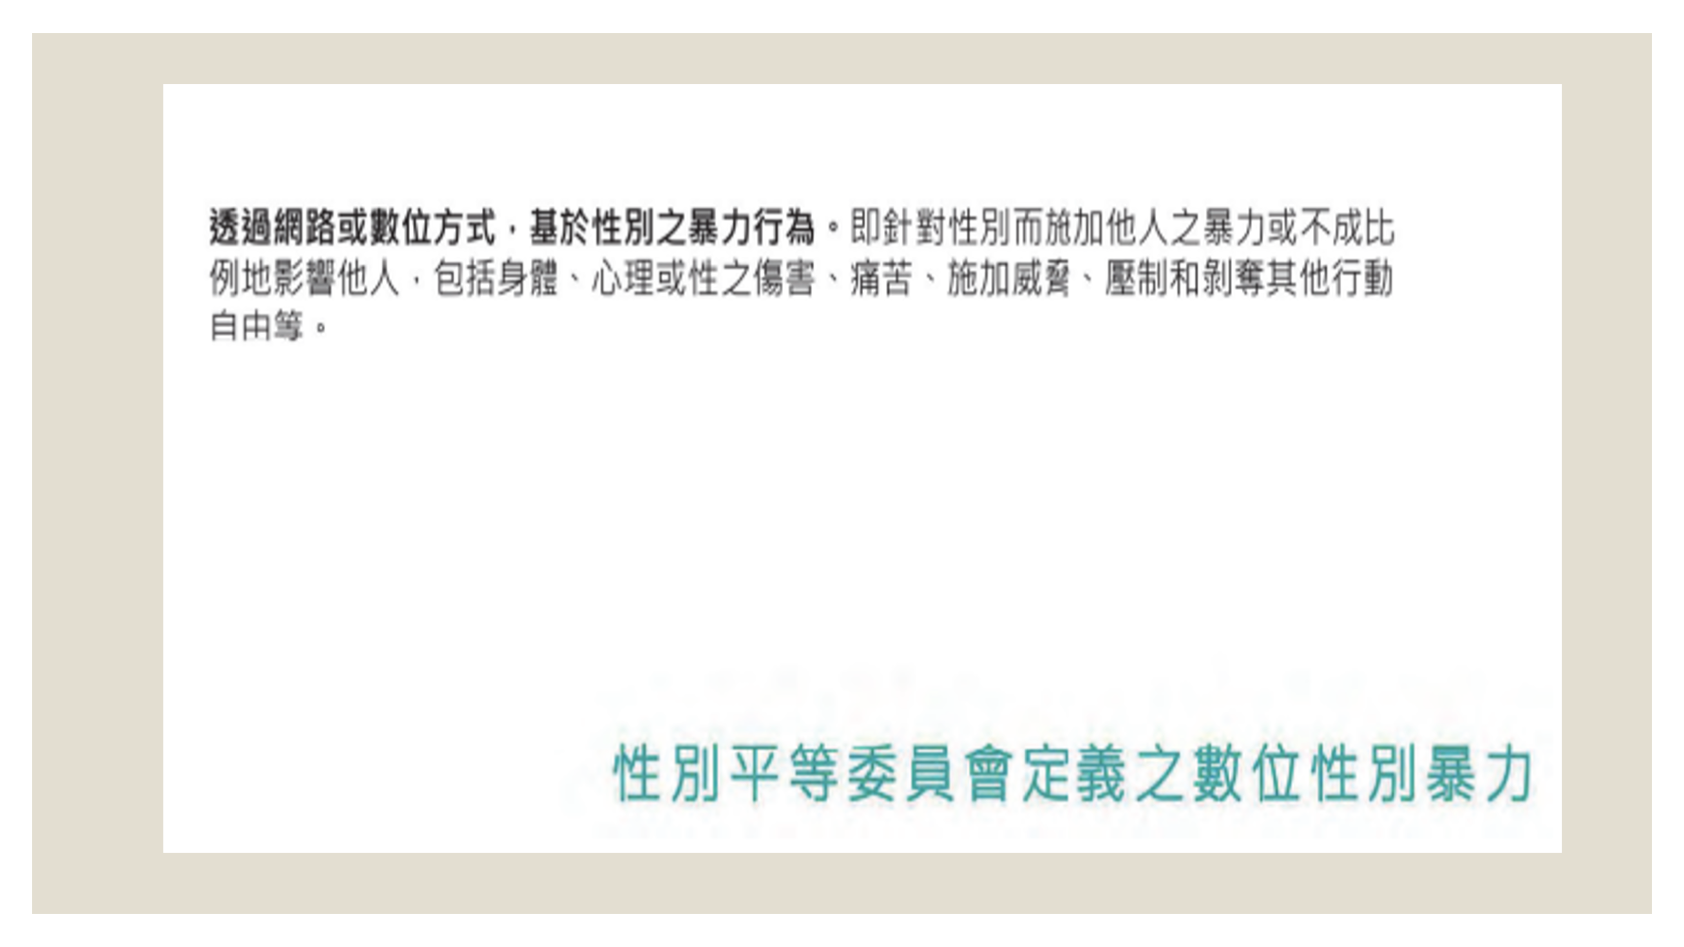 透過網路或數位方式，基於性別之暴力行為。即針對性別而施加他人之暴力或不成比
例地影響他人，包括身體、心理或性之傷害、痛苦、施加威脅、壓制和剝奪其他行動
自由等。
性別平等委員會定義之數位性別暴力